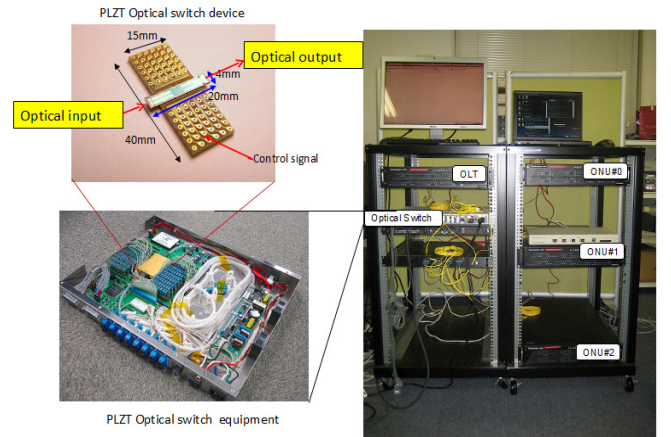 PLZT Optical switch device
15mm
Optical output
4mm
20mm
Optical input
40mm
Control signal
OLT
ONU#0
Optical Switch
ONU#1
ONU#2
PLZT Optical switch equipment